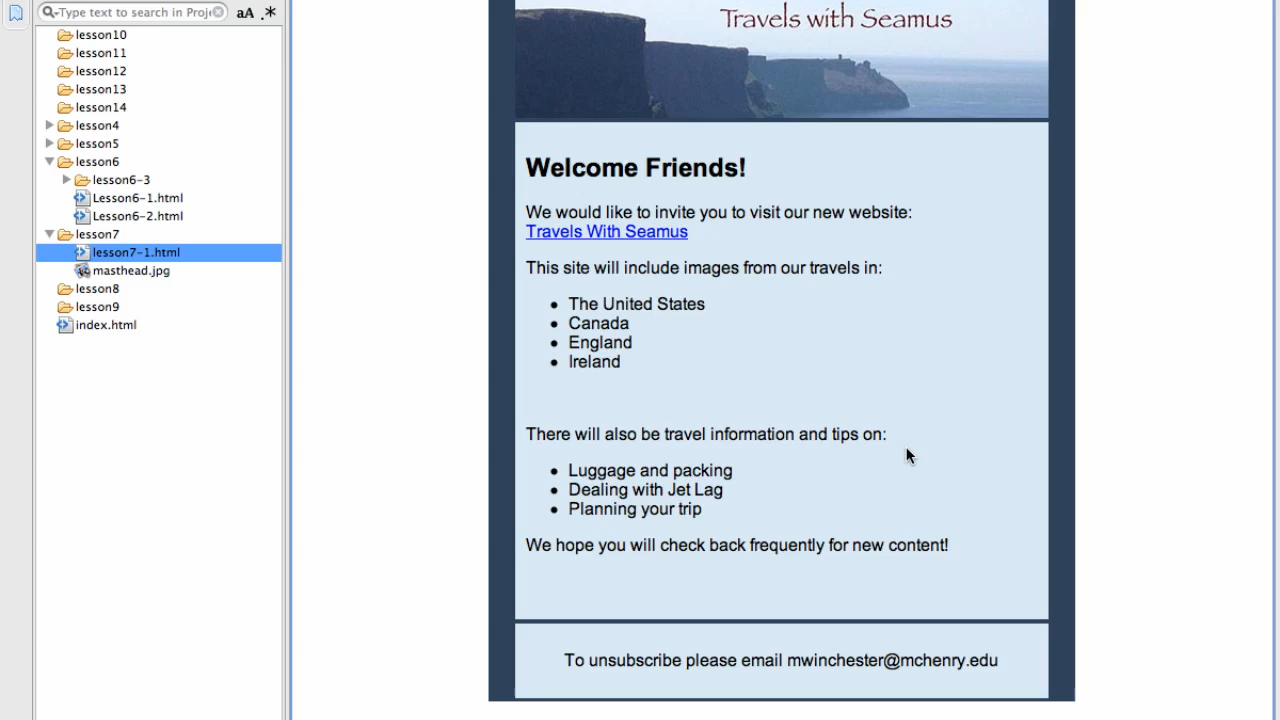 Type text to search in Proje
aA .*
lesson10
lesson11
lesson12
lesson13
lesson14
lesson4
lesson5
lesson6
lesson6-3
Lesson6-1.html
Lesson6-2.html
lesson7
lesson7-1.html
masthead.jpg
lesson8
lesson9
index.html
Travels with Seamus
Welcome Friends!
We would like to invite you to visit our new website:
Travels With Seamus
This site will include images from our travels in:
• The United States
• Canada
• England
• Ireland
There will also be travel information and tips on:
• Luggage and packing
• Dealing with Jet Lag
• Planning your trip
We hope you will check back frequently for new content!
To unsubscribe please email mwinchester@mchenry.edu